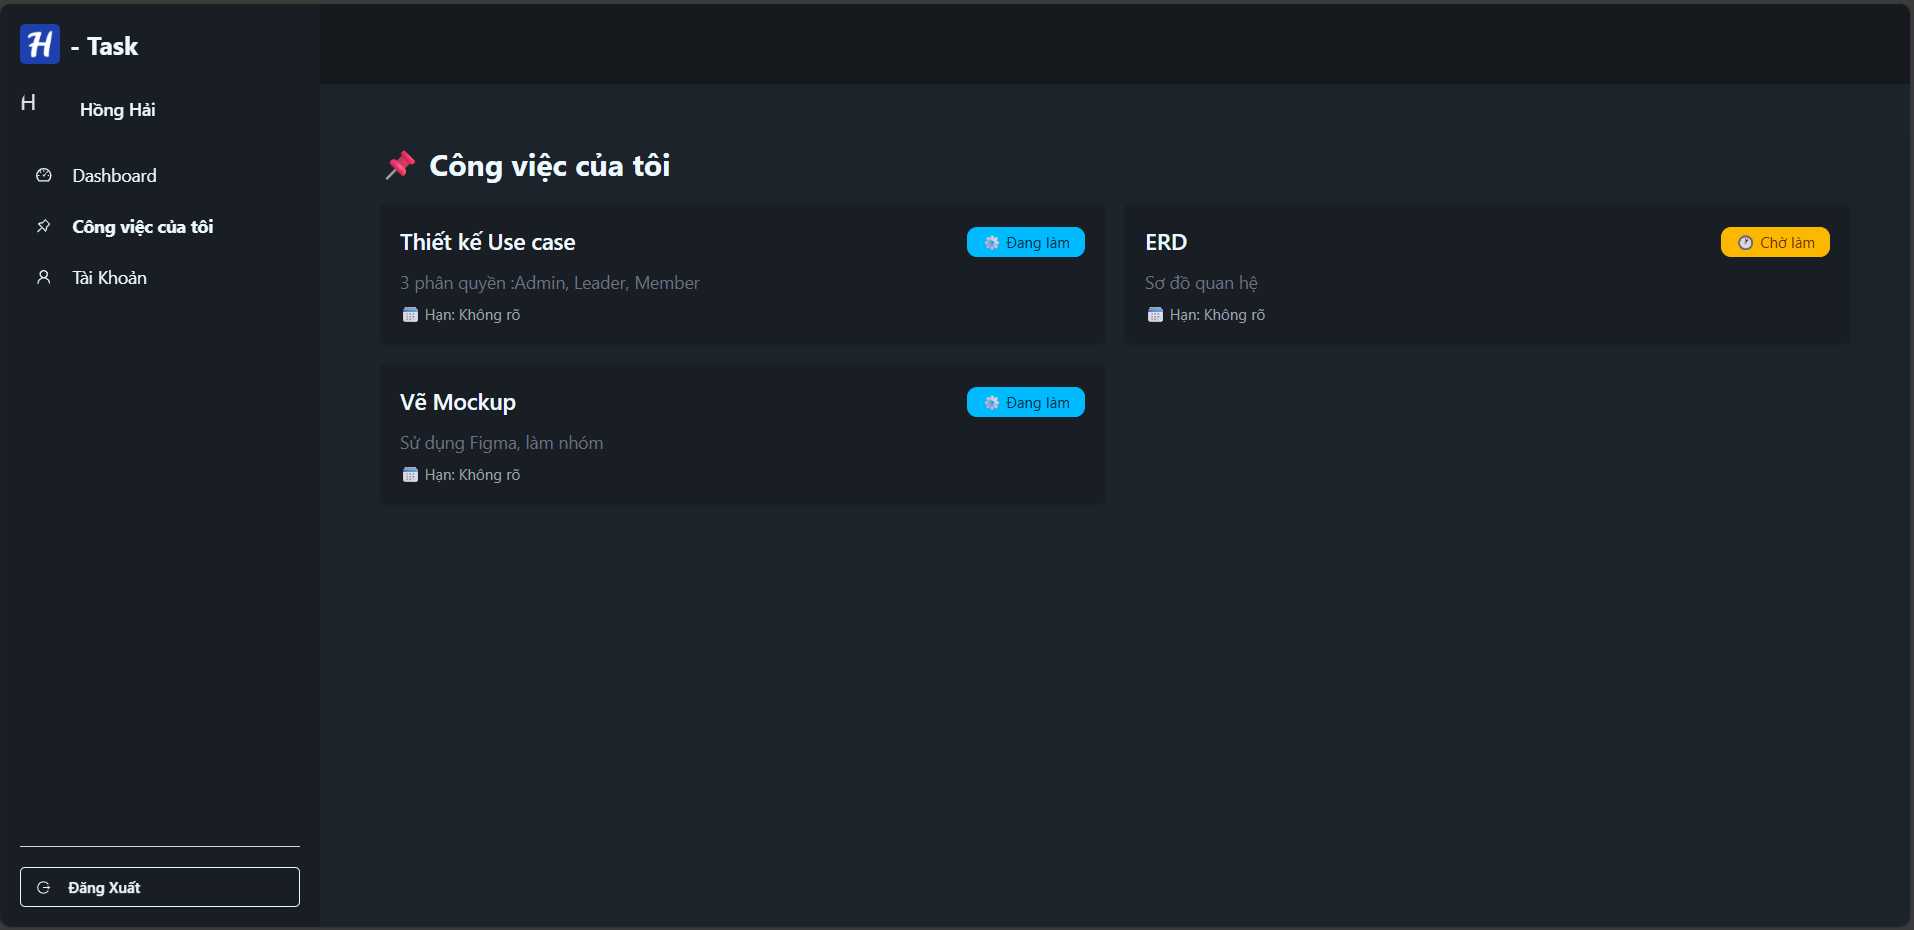 H - Task
H Hồng Hải
Dashboard
Công việc của tôi
Tài Khoản
Đăng Xuất
Công việc của tôi
Thiết kế Use case
Đang làm
3 phân quyền :Admin, Leader, Member
Hạn: Không rõ
ERD
Chờ làm
Sơ đồ quan hệ
Hạn: Không rõ
Vẽ Mockup
Đang làm
Sử dụng Figma, làm nhóm
Hạn: Không rõ